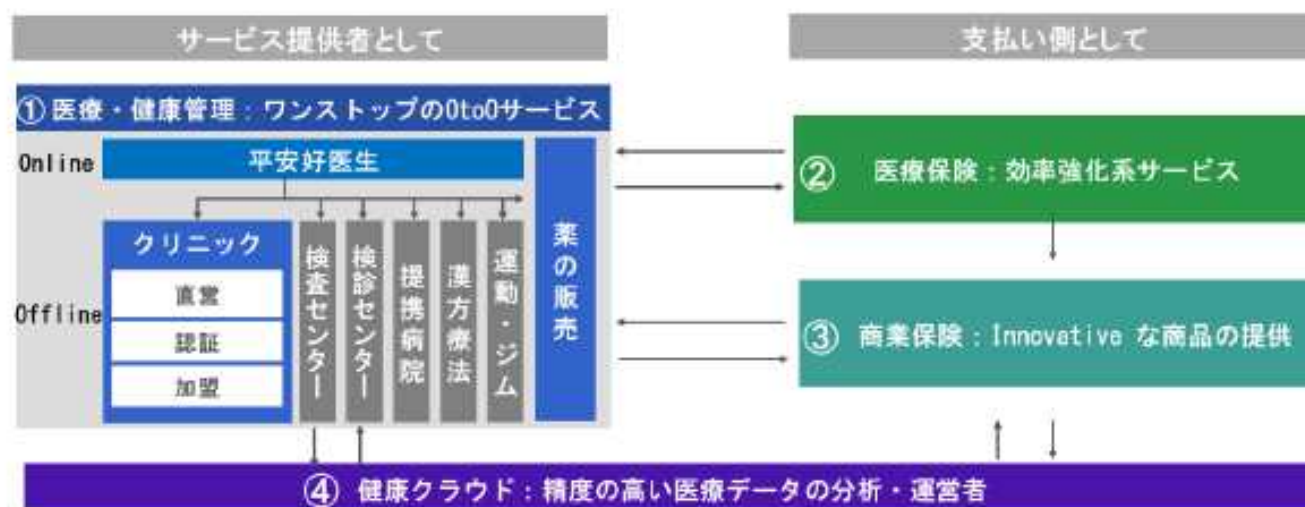 サービス提供者として
支払い側として
①医療・健康管理:ワンストップのOtoOサービス
Online
平安好医生
Offline
クリニック
直営
認証
加盟
検査センター
検診センター
提携病院
漢方療法
運動・ジム
薬の販売
② 医療保険:効率強化系サービス
③ 商業保険:Innovative な商品の提供
④ 健康クラウド:精度の高い医療データの分析・運営者